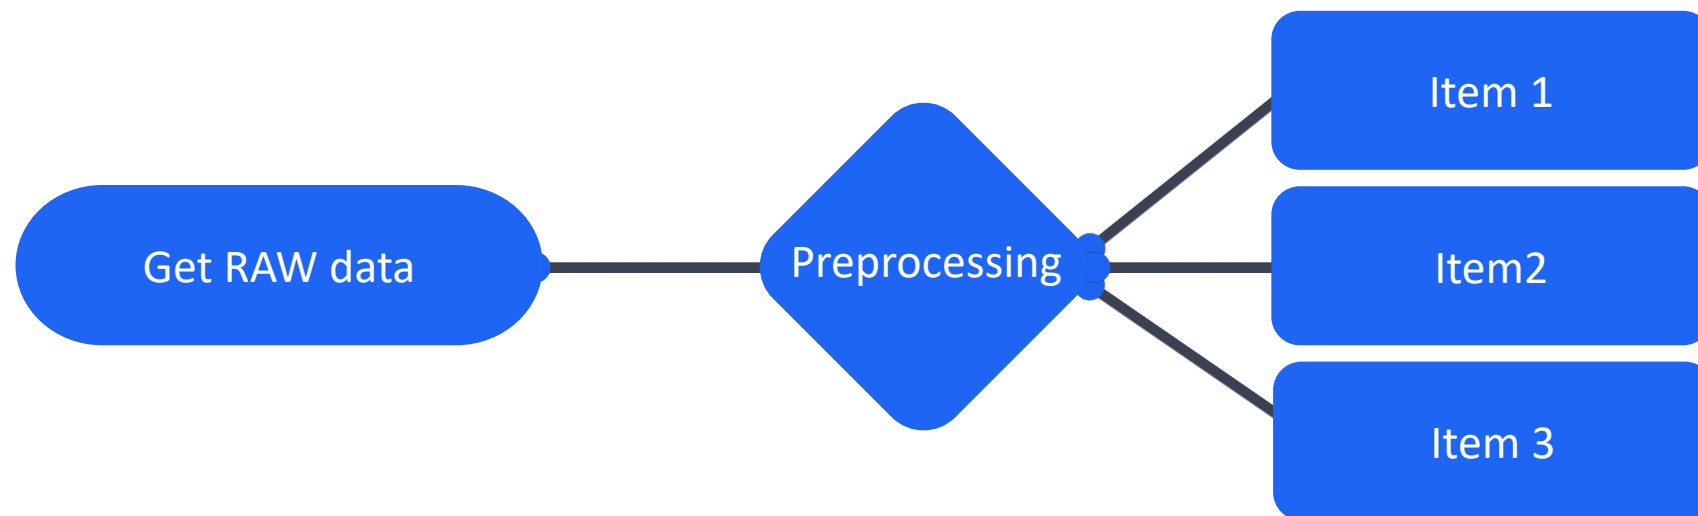 Get RAW data
Preprocessing
Item 1
Item2
Item 3